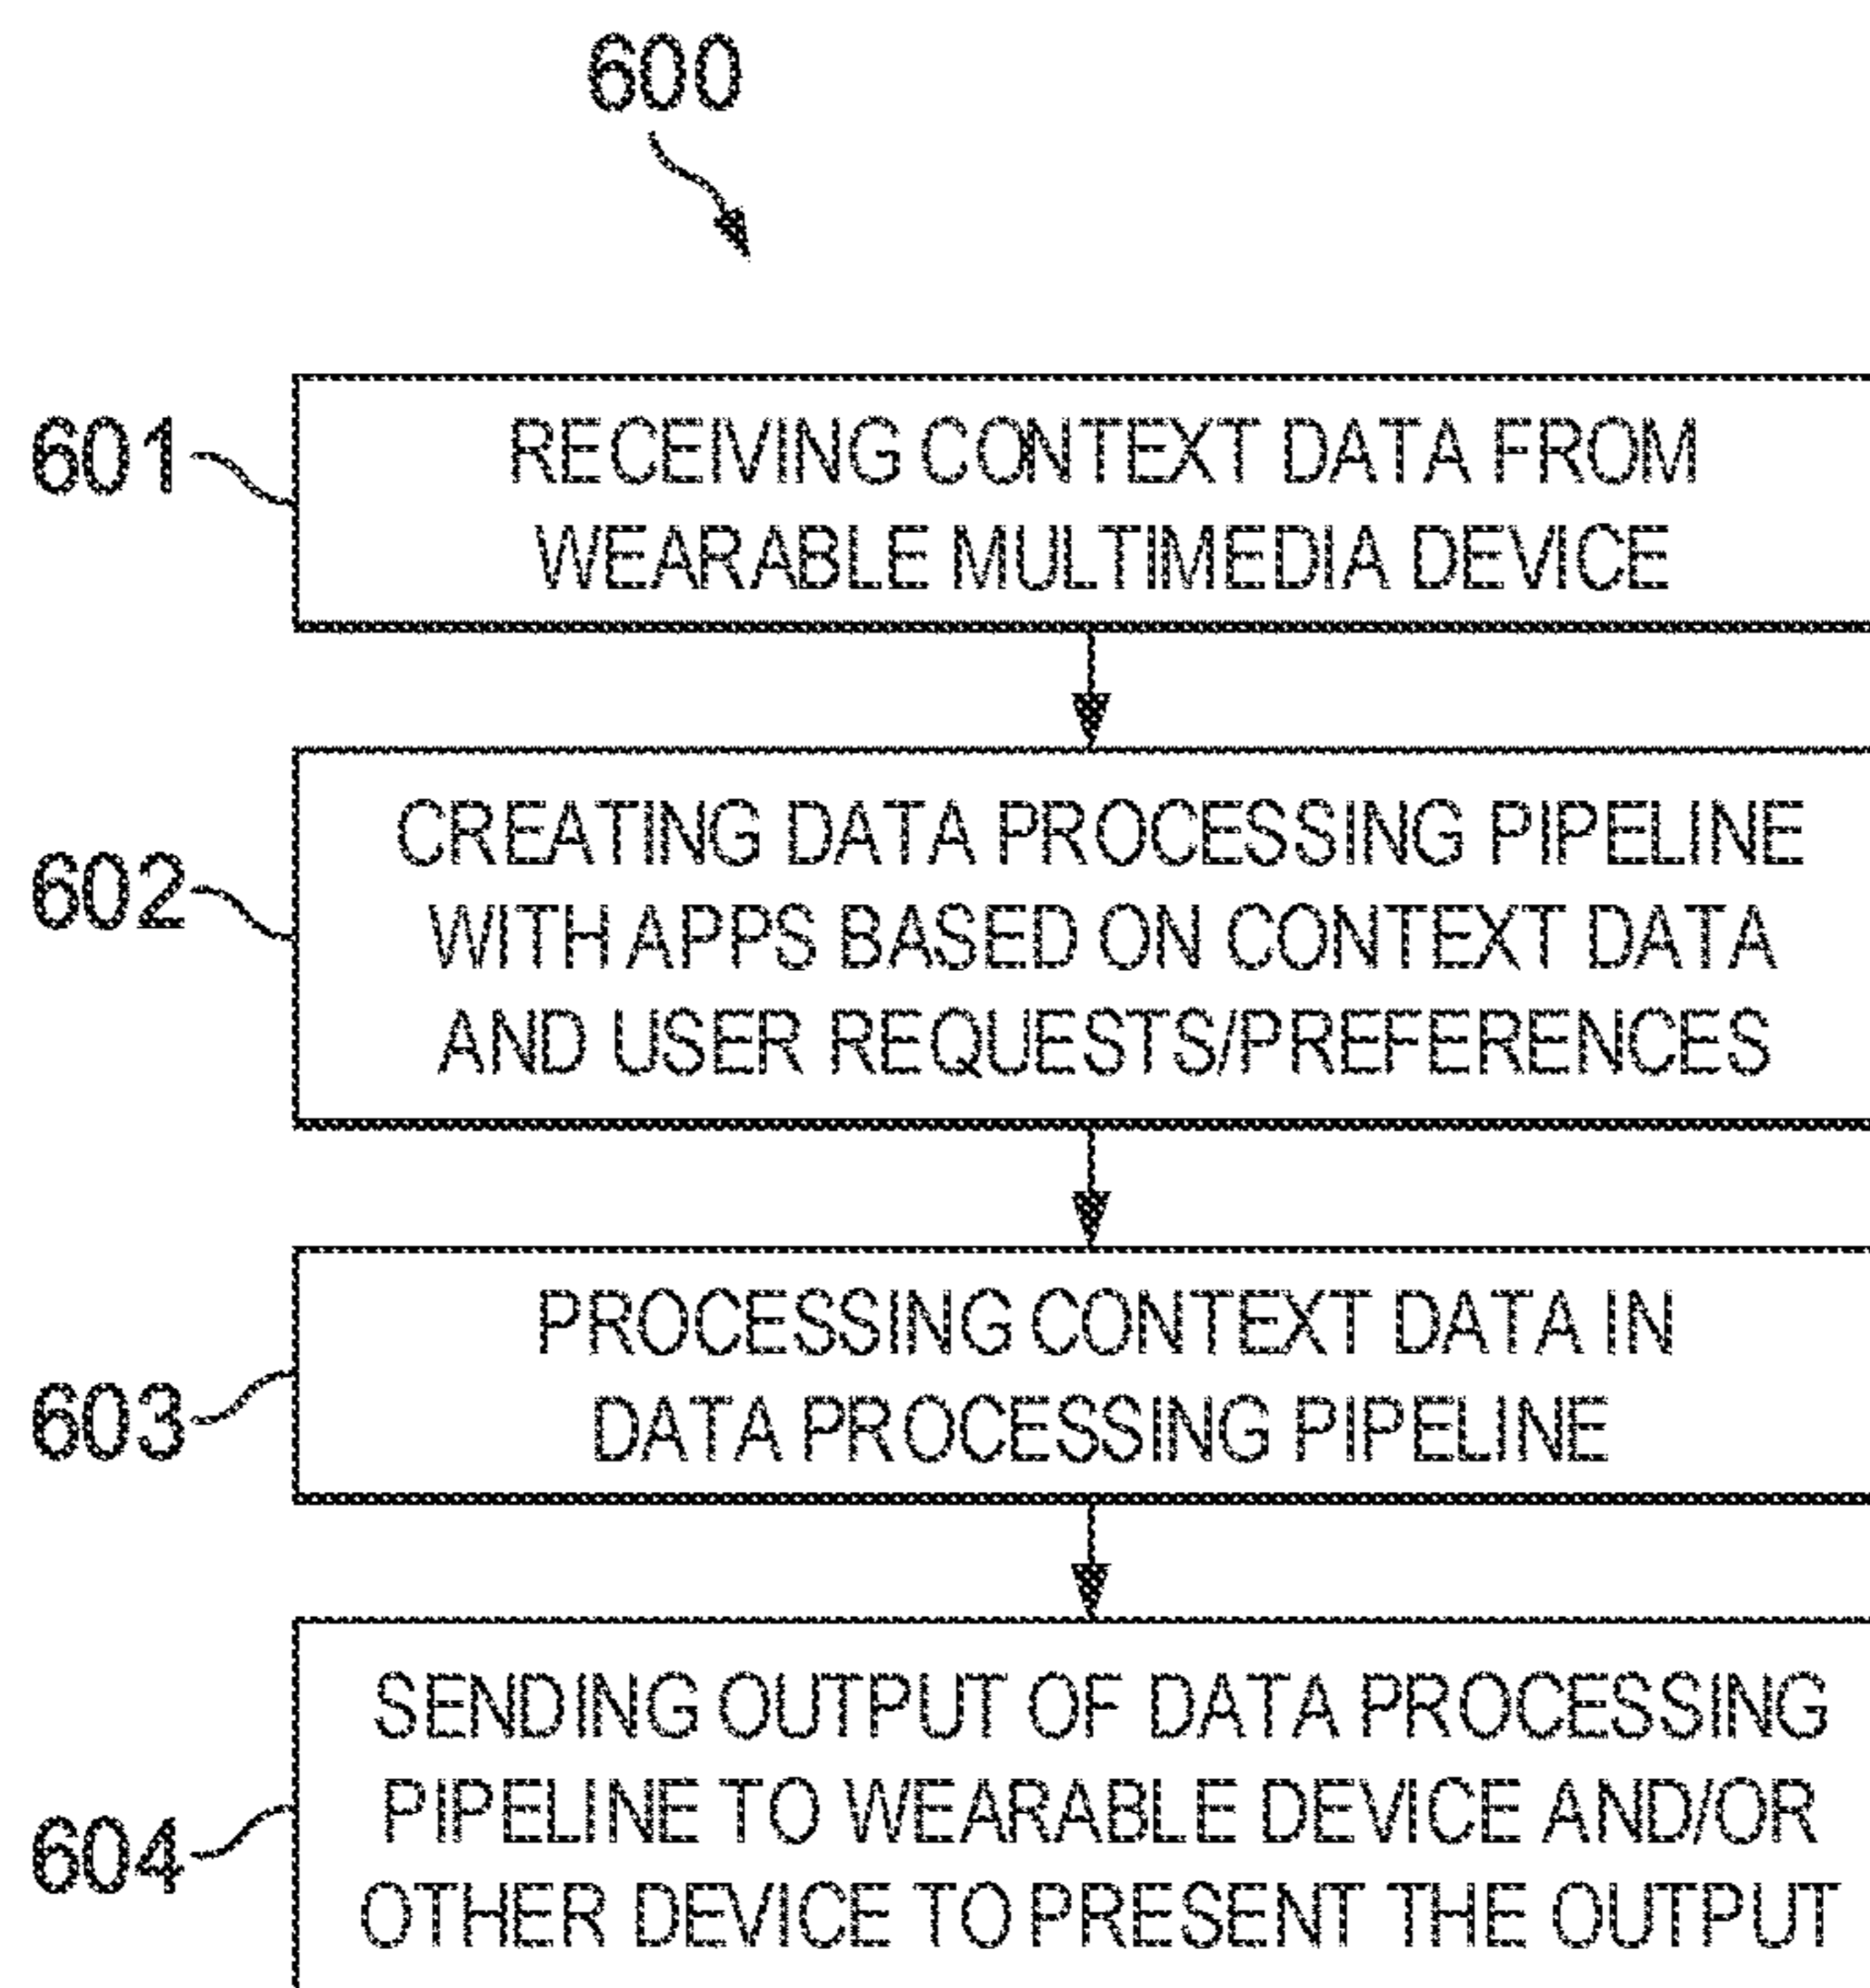 600
601
RECEIVING CONTEXT DATA FROM
WEARABLE MULTIMEDIA DEVICE
602
CREATING DATA PROCESSING PIPELINE
WITH APPS BASED ON CONTEXT DATA
AND USER REQUESTS/PREFERENCES
603
PROCESSING CONTEXT DATA IN
DATA PROCESSING PIPELINE
604
SENDING OUTPUT OF DATA PROCESSING
PIPELINE TO WEARABLE DEVICE AND/OR
OTHER DEVICE TO PRESENT THE OUTPUT